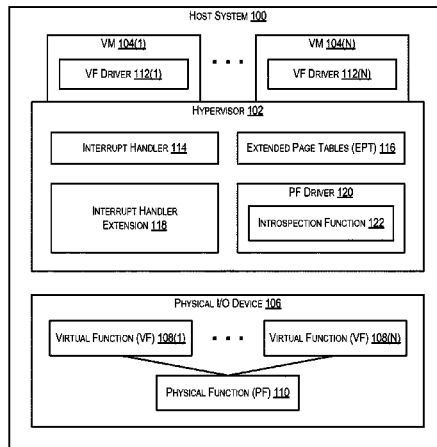 HOST SYSTEM 100
VM 104(1)
VM 104(N)
VF DRIVER 112(1)
VF DRIVER 112(N)
HYPERVISOR 102
INTERRUPT HANDLER 114
EXTENDED PAGE TABLES (EPT) 116
PF DRIVER 120
INTERRUPT HANDLER
EXTENSION 118
INTROSPECTION FUNCTION 122
PHYSICAL I/O DEVICE 106
VIRTUAL FUNCTION (VF) 108(1)
VIRTUAL FUNCTION (VF) 108(N)
PHYSICAL FUNCTION (PF) 110